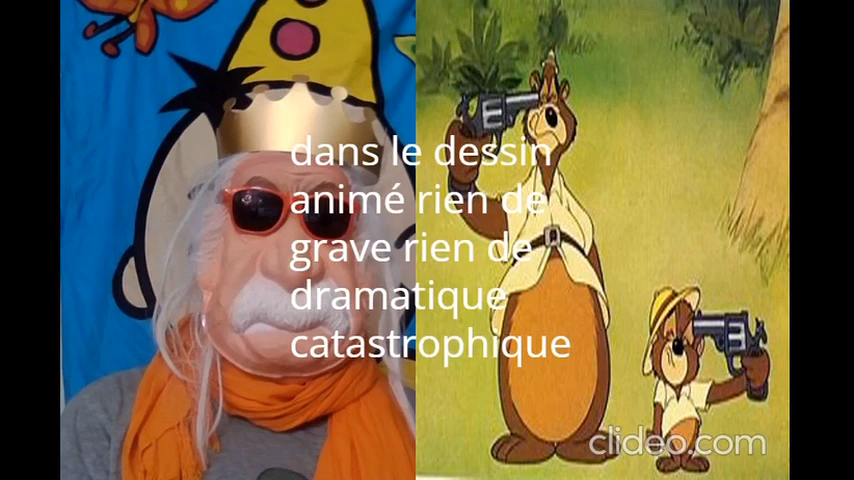 dans le dessin
animé rien de
grave rien de
dramatique
catastrophique
clideo.com